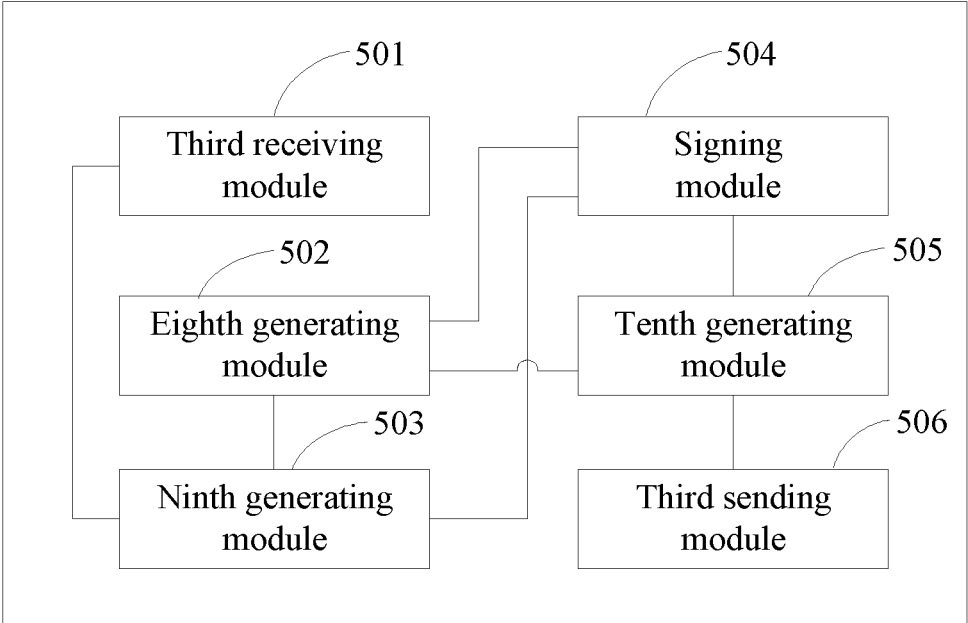 501
Third receiving
module
502
Eighth generating
module
503
Ninth generating
module
504
Signing
module
505
Tenth generating
module
506
Third sending
module